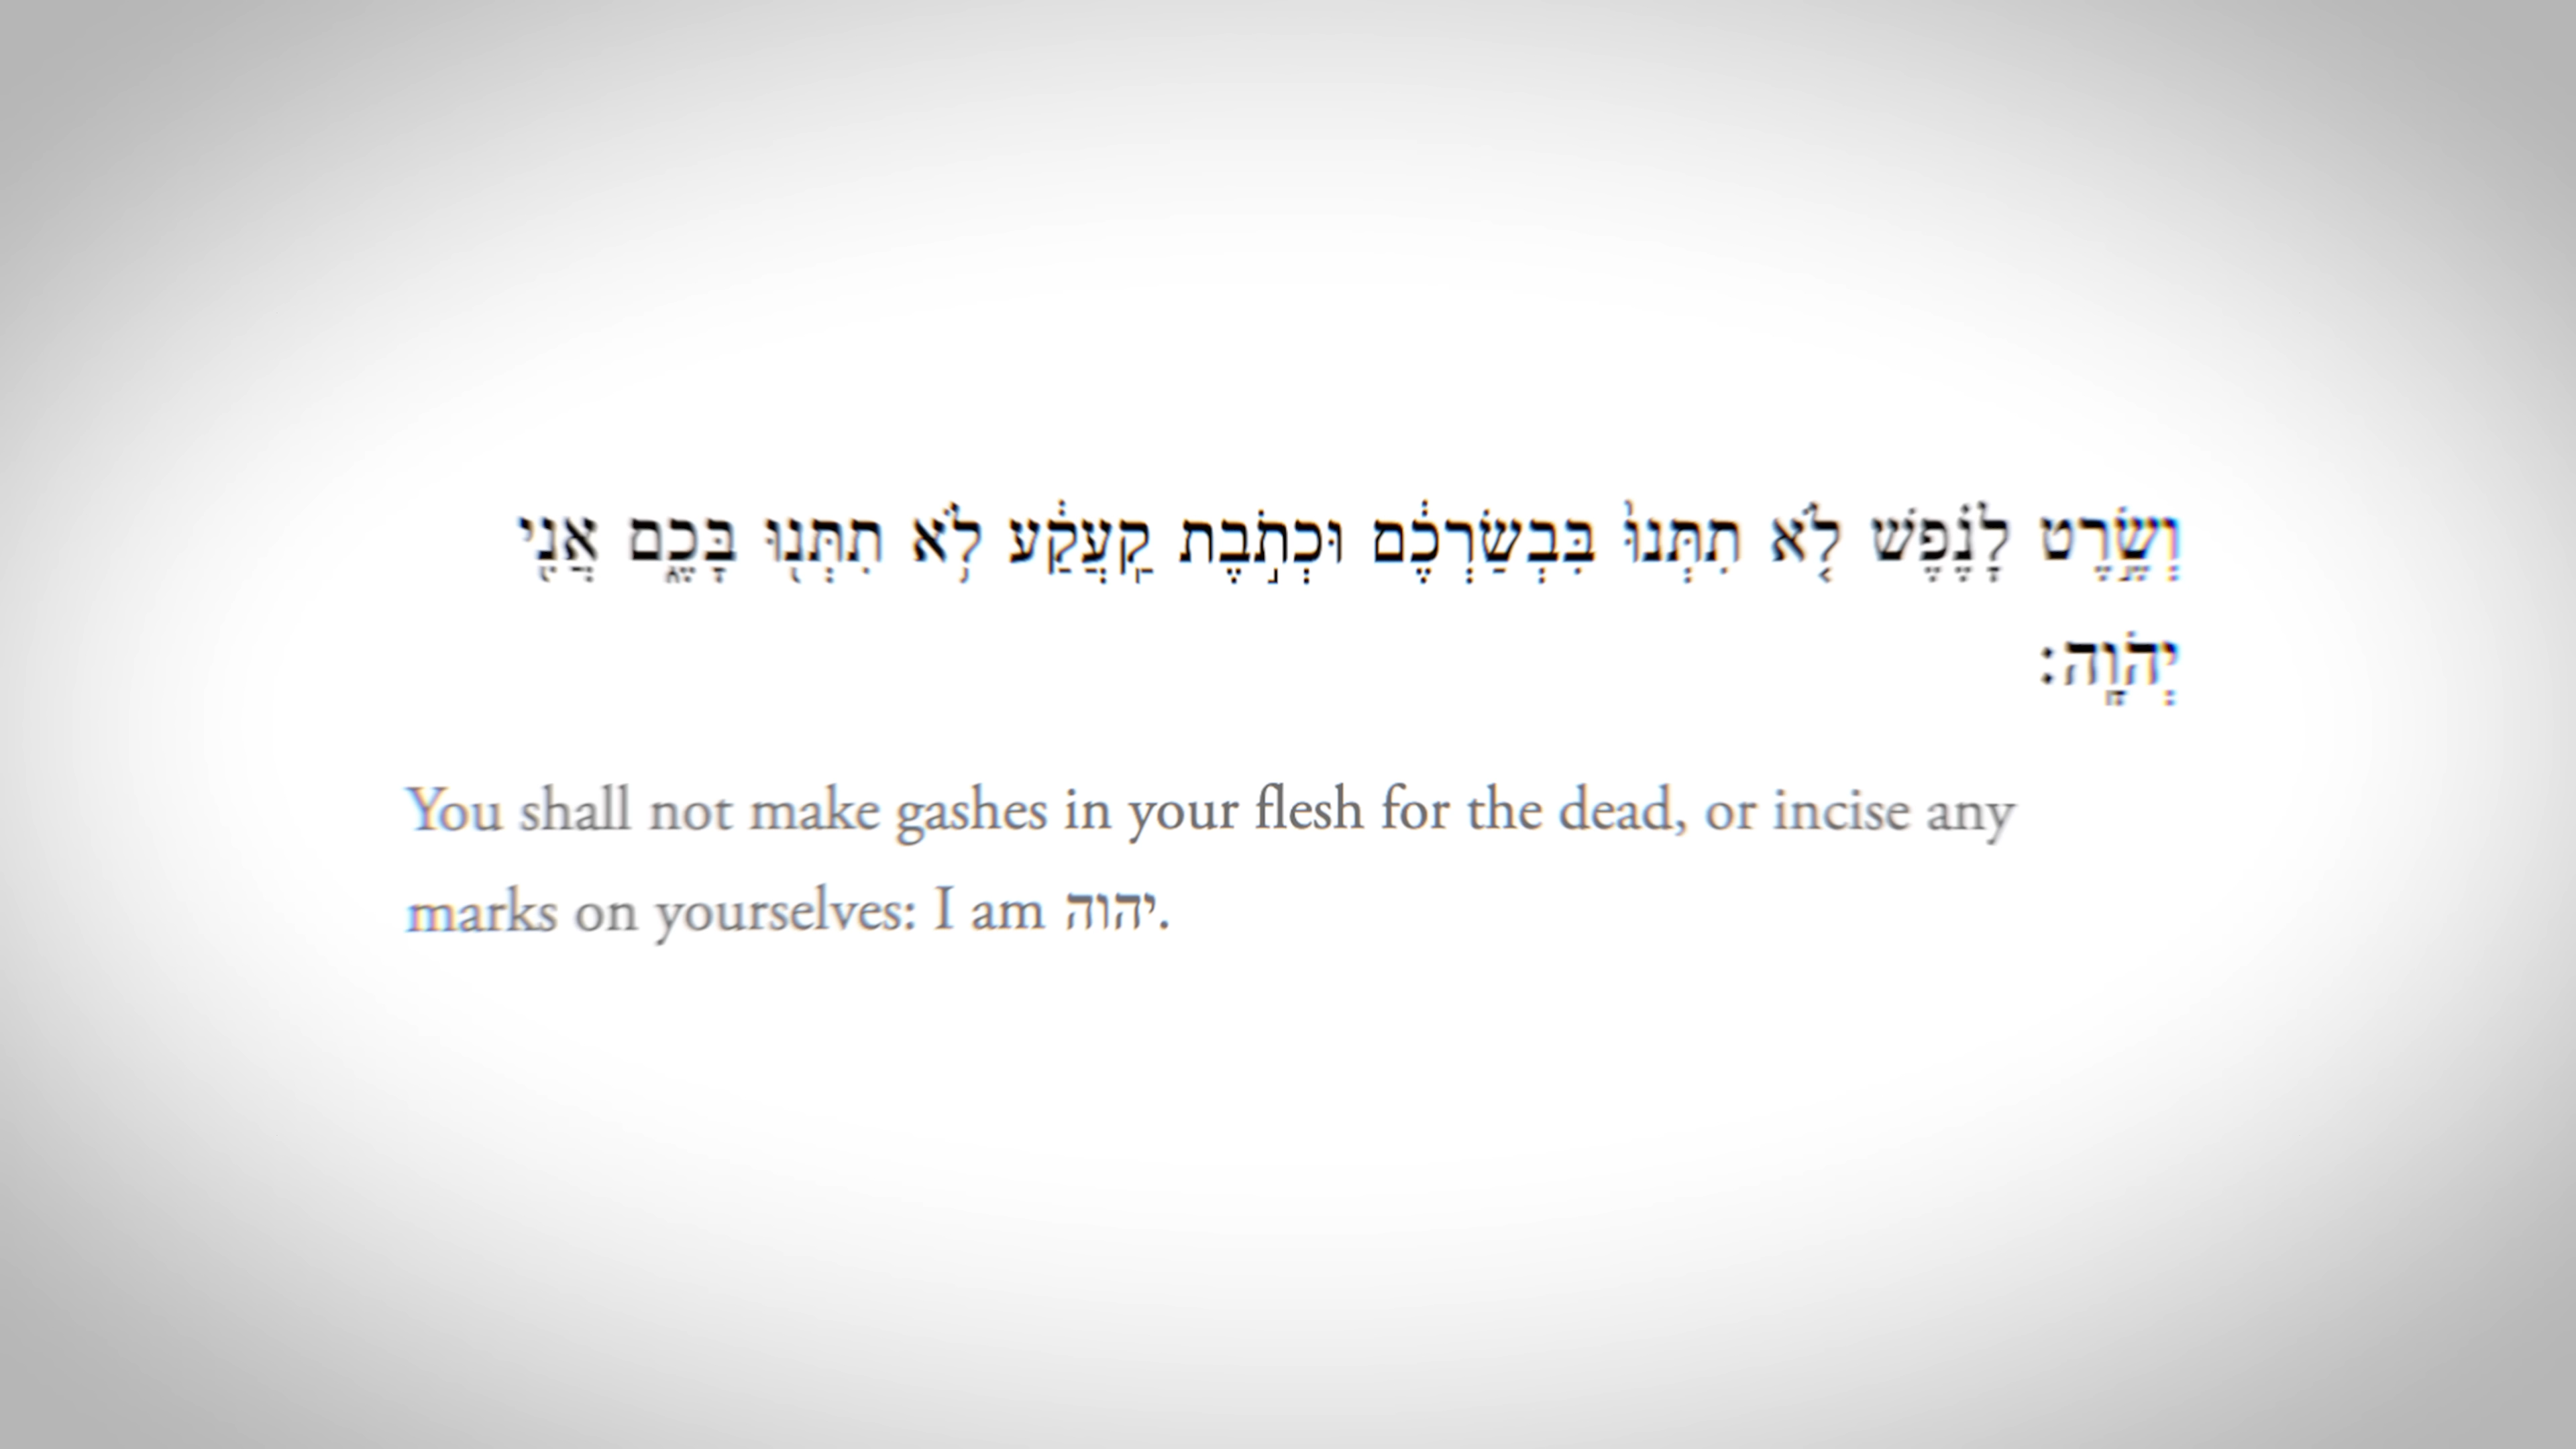 וְשֶׂ֣רֶט לָנֶ֗פֶשׁ לֹ֤א תִתְּנוּ֙ בִּבְשַׂרְכֶ֔ם וּכְתֹ֣בֶת קַֽעֲקַ֔ע לֹ֥א תִתְּנ֖וּ בָּכֶ֑ם אֲנִ֖י
יְהֹוָֽה׃
You shall not make gashes in your flesh for the dead, or incise any
marks on yourselves: I am יהוה.